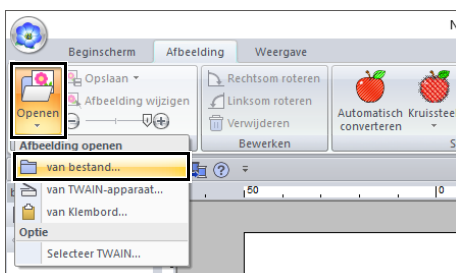 N
Beginscherm Afbeelding Weergave
Openen
Opslaan
Afbeelding wijzigen
Rechtsom roteren
Linksom roteren
Verwijderen
Bewerken
Automatisch converteren
Kruisstee
S
Afbeelding openen
van bestand...
van TWAIN-apparaat...
van Klembord...
Optie
Selecteer TWAIN...
50
0